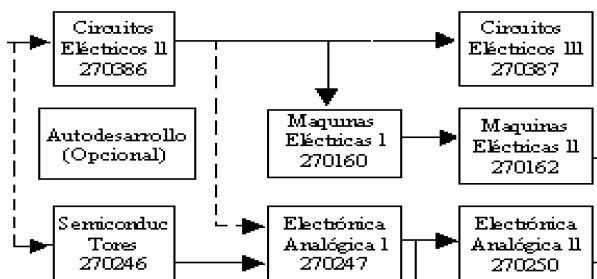 Circuitos
Eléctricos II
270386
Circuitos
Eléctricos III
270387
Autodesarrollo
(Opcional)
Maquinas
Eléctricas I
270160
Maquinas
Eléctricas II
270162
Semiconduc
Tores
270246
Electrónica
Analógica I
270247
Electrónica
Analógica II
270250